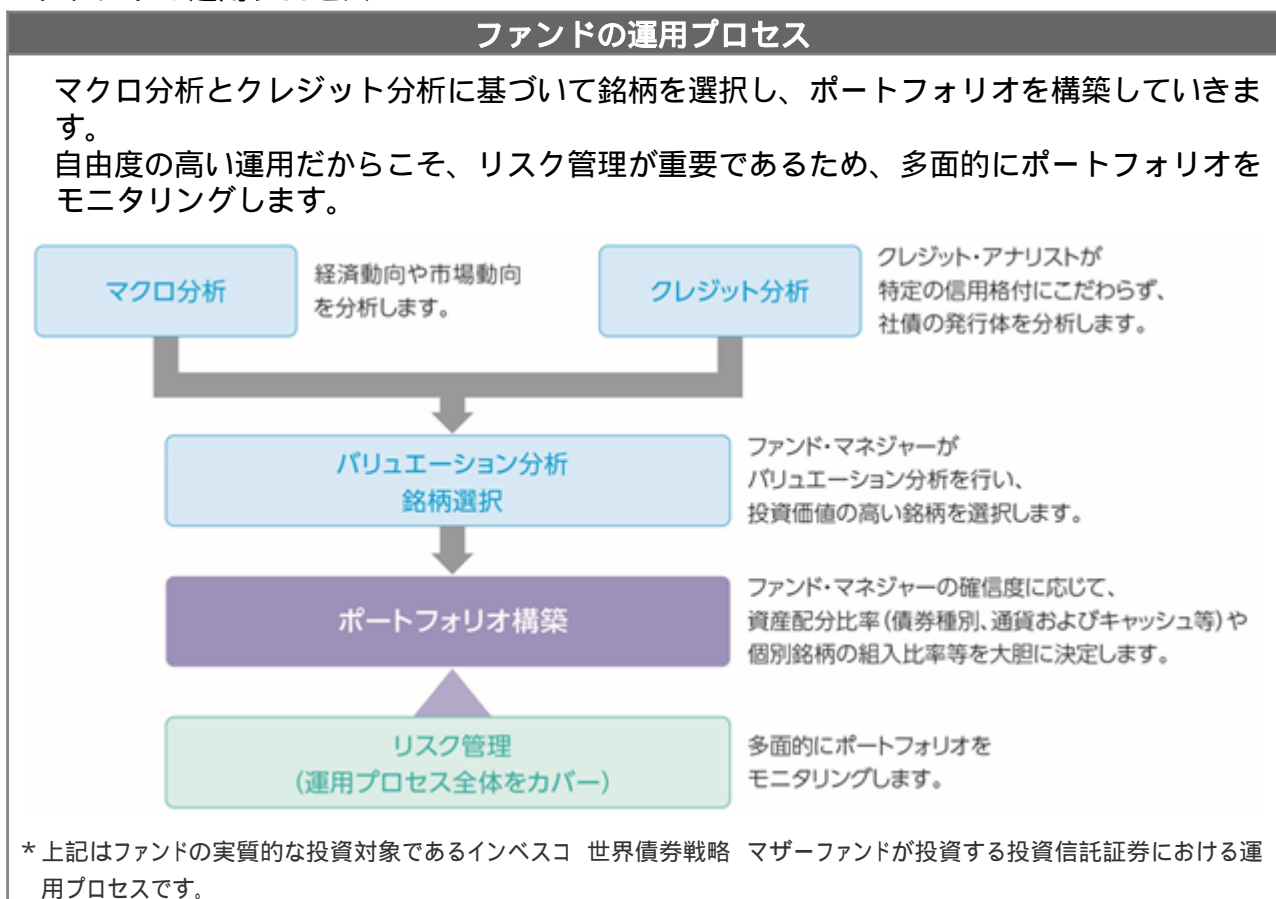 ファンドの運用プロセス
マクロ分析とクレジット分析に基づいて銘柄を選択し、ポートフォリオを構築していきま
す。
自由度の高い運用だからこそ、リスク管理が重要であるため、多面的にポートフォリオを
モニタリングします。
マクロ分析
経済動向や市場動向
を分析します。
クレジット分析
クレジット・アナリストが
特定の信用格付にこだわらず、
社債の発行体を分析します。
バリュエーション分析
銘柄選択
ファンド・マネジャーが
バリュエーション分析を行い、
投資価値の高い銘柄を選択します。
ポートフォリオ構築
ファンド・マネジャーの確信度に応じて、
資産配分比率(債券種別、通貨およびキャッシュ等)や
個別銘柄の組入比率等を大胆に決定します。
リスク管理
(運用プロセス全体をカバー)
多面的にポートフォリオを
モニタリングします。
*上記はファンドの実質的な投資対象であるインベスコ 世界債券戦略 マザーファンドが投資する投資信託証券における運
用プロセスです。